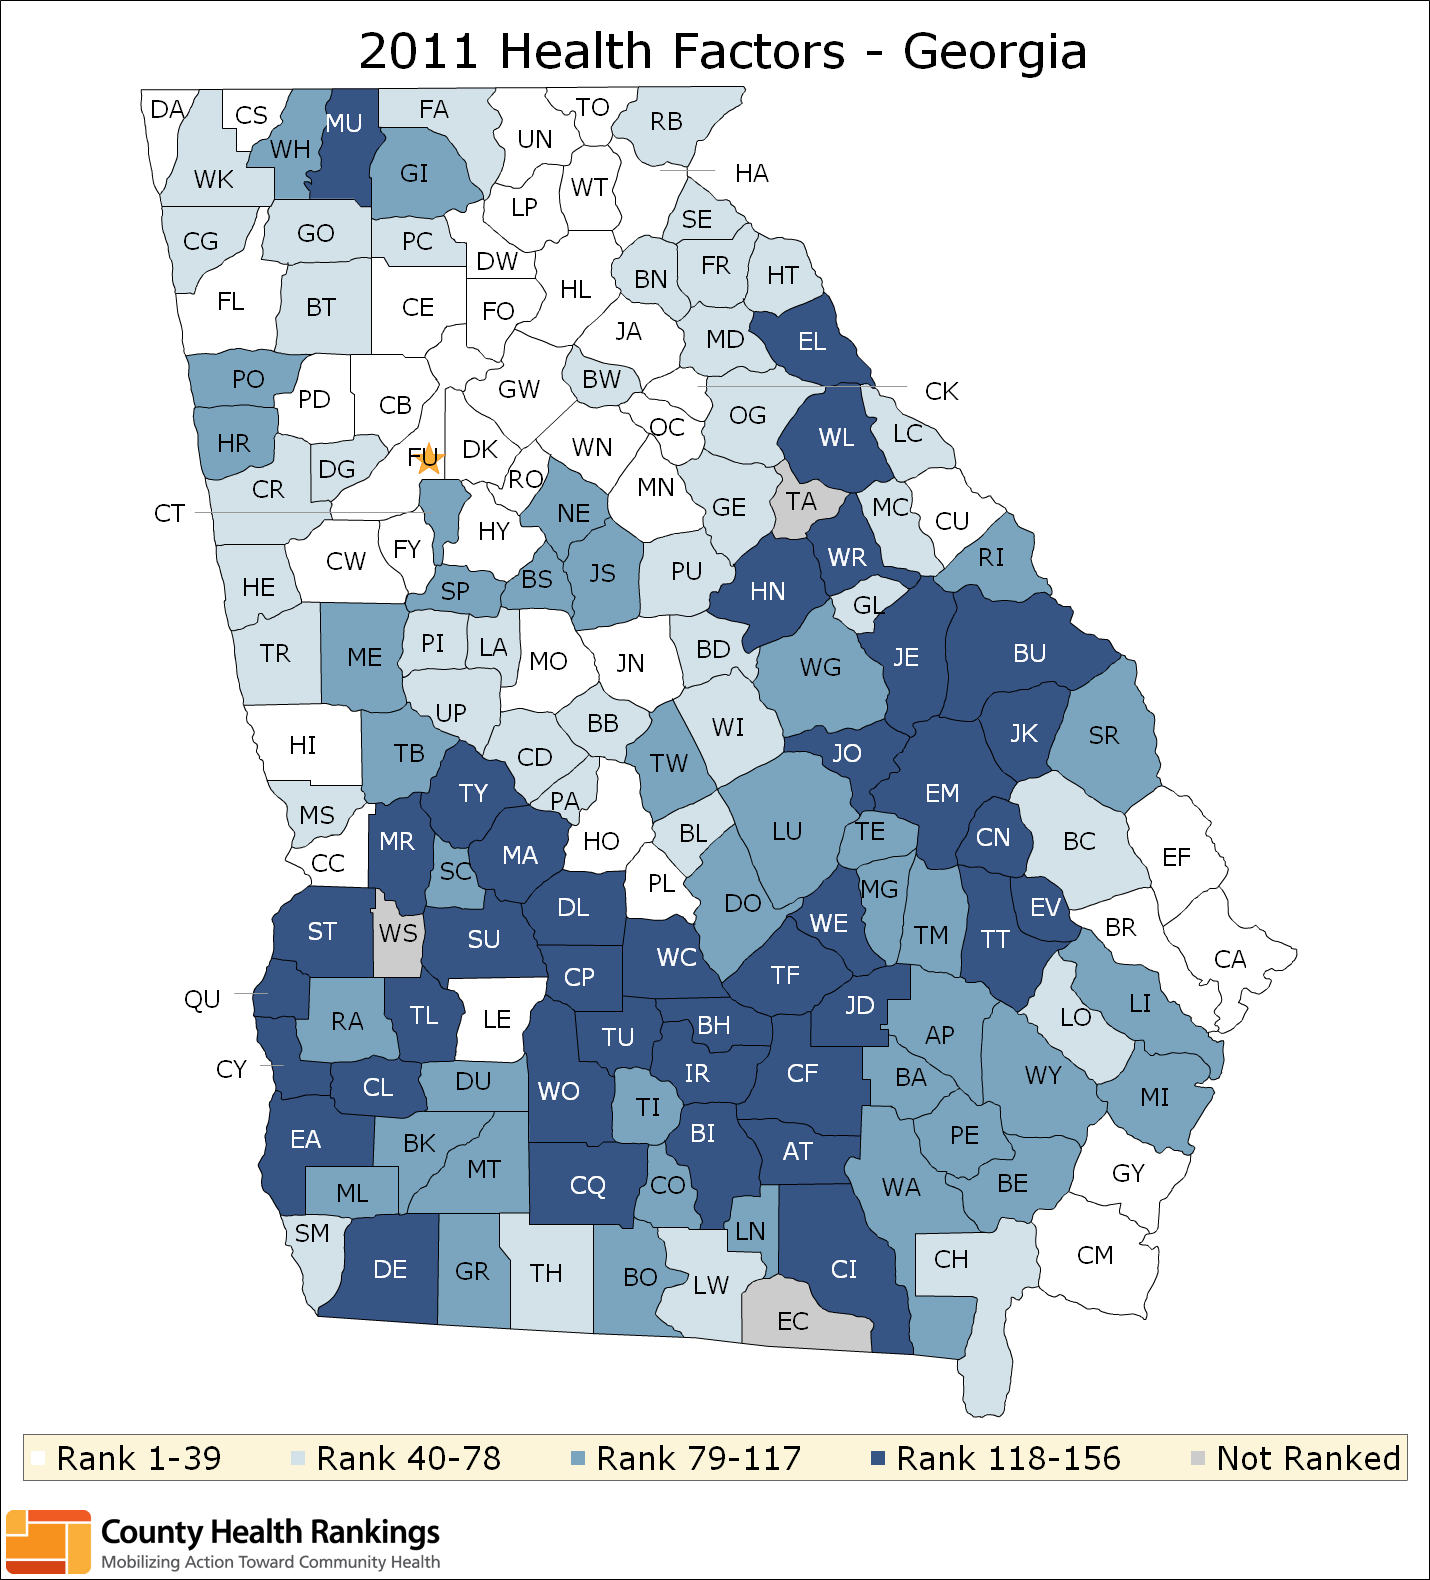 2011 Health Factors - Georgia
DA
CS
WH
MU
FA
UN
TO
RB
WK
GI
LP
WT
HA
CG
GO
PC
DW
SE
FL
BT
CE
FO
HL
BN
FR
HT
JA
MD
EL
PO
PD
CB
GW
BW
CK
HR
DG
FU
DK
WN
OC
OG
WL
LC
CR
RO
MN
GE
TA
MC
CU
CT
CW
FY
HY
NE
WR
RI
HE
SP
BS
JS
PU
HN
GL
TR
ME
PI
LA
MO
JN
BD
WG
JE
BU
HI
TB
UP
CD
BB
TW
WI
JO
JK
SR
MS
TY
PA
EM
CC
MR
SC
MA
HO
BL
LU
TE
CN
BC
EF
ST
WS
SU
DL
PL
DO
WE
MG
TM
TT
EV
BR
CA
QU
RA
TL
LE
CP
WC
TF
JD
AP
LO
LI
CY
CL
DU
WO
TU
BH
IR
CF
BA
WY
MI
EA
BK
MT
TI
BI
AT
PE
ML
CQ
CO
WA
BE
GY
SM
DE
GR
TH
BO
LW
LN
CI
CH
CM
EC
Rank 1-39 Rank 40-78 Rank 79-117 Rank 118-156 Not Ranked
County Health Rankings
Mobilizing Action Toward Community Health